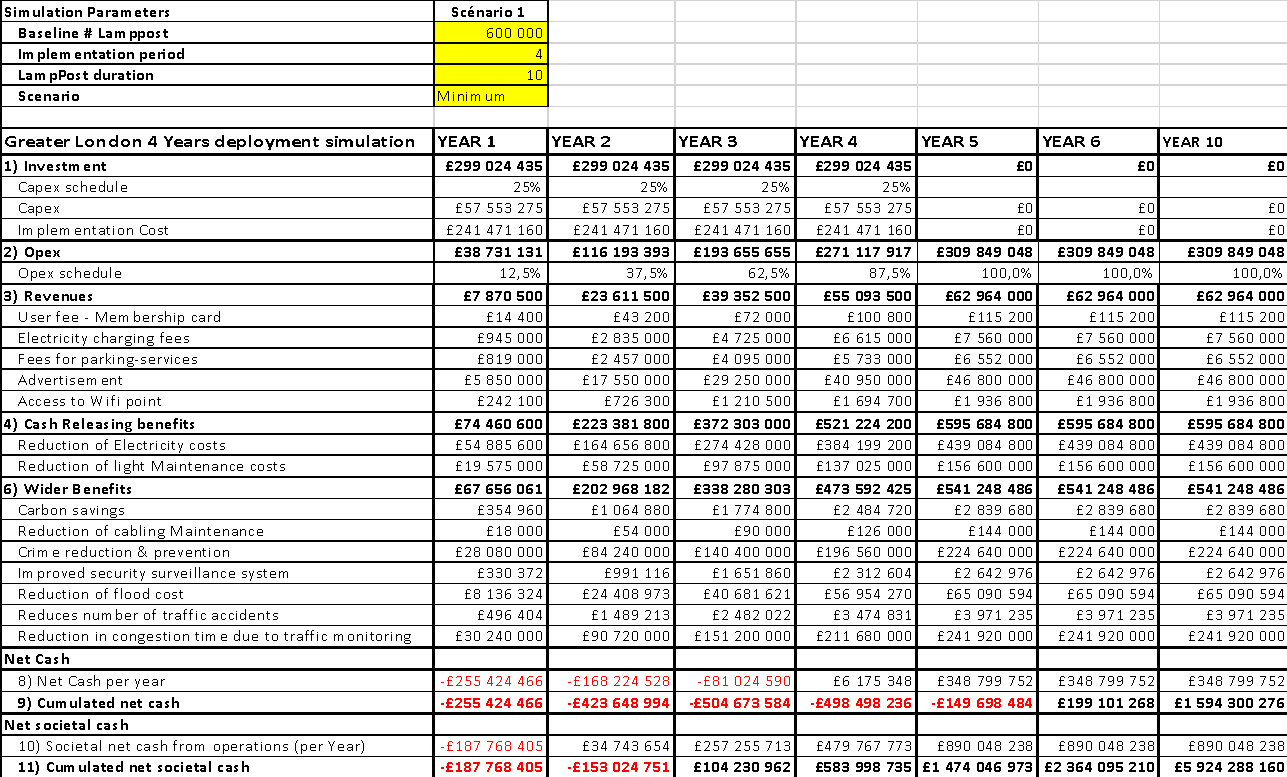 Simulation Parameters Scénario 1
Baseline # Lamppost 600 000
Implementation period 4
LampPost duration 10
Scenario Minimum
Greater London 4 Years deployment simulation YEAR 1 YEAR 2 YEAR 3 YEAR 4 YEAR 5 YEAR 6 YEAR 10
1) Investment £299 024 435 £299 024 435 £299 024 435 £299 024 435 £0 £0 £0
Capex schedule 25% 25% 25% 25%
Capex £57 553 275 £57 553 275 £57 553 275 £57 553 275 £0 £0 £0
Implementation Cost £241 471 160 £241 471 160 £241 471 160 £241 471 160 £0 £0 £0
2) Opex £38 731 131 £116 193 393 £193 655 655 £271 117 917 £309 849 048 £309 849 048 £309 849 048
Opex schedule 12,5% 37,5% 62,5% 87,5% 100,0% 100,0% 100,0%
3) Revenues £7 870 500 £23 611 500 £39 352 500 £55 093 500 £62 964 000 £62 964 000 £62 964 000
User fee - Membership card £14 400 £43 200 £72 000 £100 800 £115 200 £115 200 £115 200
Electricity charging fees £945 000 £2 835 000 £4 725 000 £6 615 000 £7 560 000 £7 560 000 £7 560 000
Fees for parking-services £819 000 £2 457 000 £4 095 000 £5 733 000 £6 552 000 £6 552 000 £6 552 000
Advertisement £5 850 000 £17 550 000 £29 250 000 £40 950 000 £46 800 000 £46 800 000 £46 800 000
Access to Wifi point £242 100 £726 300 £1 210 500 £1 694 700 £1 936 800 £1 936 800 £1 936 800
4) Cash Releasing benefits £74 460 600 £223 381 800 £372 303 000 £521 224 200 £595 684 800 £595 684 800 £595 684 800
Reduction of Electricity costs £54 885 600 £164 656 800 £274 428 000 £384 199 200 £439 084 800 £439 084 800 £439 084 800
Reduction of light Maintenance costs £19 575 000 £58 725 000 £97 875 000 £137 025 000 £156 600 000 £156 600 000 £156 600 000
6) Wider Benefits £67 656 061 £202 968 182 £338 280 303 £473 592 425 £541 248 486 £541 248 486 £541 248 486
Carbon savings £354 960 £1 064 880 £1 774 800 £2 484 720 £2 839 680 £2 839 680 £2 839 680
Reduction of cabling Maintenance £18 000 £54 000 £90 000 £126 000 £144 000 £144 000 £144 000
Crime reduction & prevention £28 080 000 £84 240 000 £140 400 000 £196 560 000 £224 640 000 £224 640 000 £224 640 000
Improved security surveillance system £330 372 £991 116 £1 651 860 £2 312 604 £2 642 976 £2 642 976 £2 642 976
Reduction of flood cost £8 136 324 £24 408 973 £40 681 621 £56 954 270 £65 090 594 £65 090 594 £65 090 594
Reduces number of traffic accidents £496 404 £1 489 213 £2 482 022 £3 474 831 £3 971 235 £3 971 235 £3 971 235
Reduction in congestion time due to traffic monitoring £30 240 000 £90 720 000 £151 200 000 £211 680 000 £241 920 000 £241 920 000 £241 920 000
Net Cash
8) Net Cash per year -£255 424 466 -£168 224 528 -£81 024 590 £6 175 348 £348 799 752 £348 799 752 £348 799 752
9) Cumulated net cash -£255 424 466 -£423 648 994 -£504 673 584 -£498 498 236 -£149 698 484 £199 101 268 £1 594 300 276
Net societal cash
10) Societal net cash from operations (per Year) -£187 768 405 £34 743 654 £257 255 713 £479 767 773 £890 048 238 £890 048 238 £890 048 238
11) Cumulated net societal cash -£187 768 405 -£153 024 751 £104 230 962 £583 998 735 £1 474 046 973 £2 364 095 210 £5 924 288 160